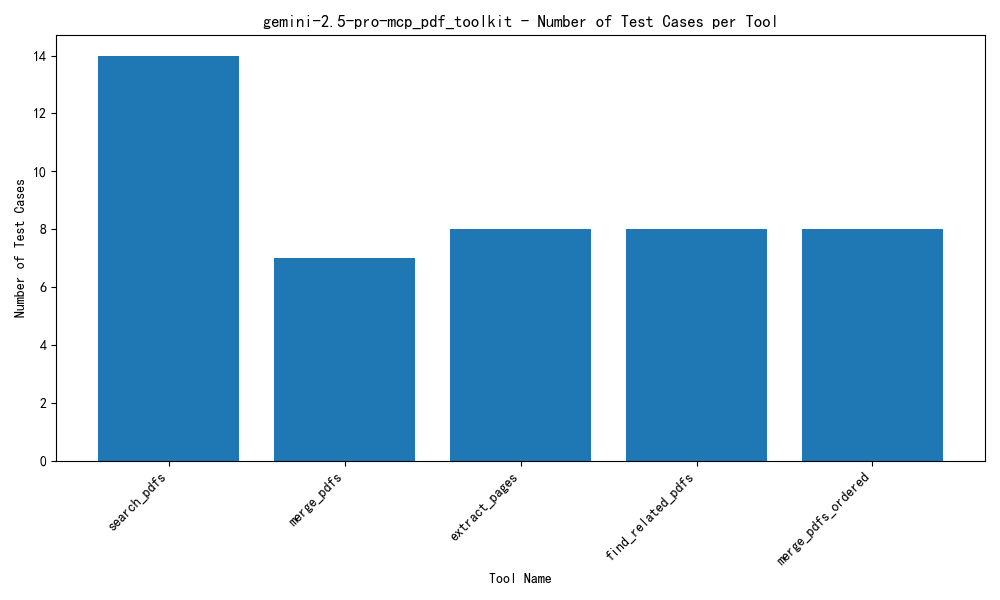 gemini-2.5-pro-mcp_pdf_toolkit - Number of Test Cases per Tool
Number of Test Cases
14
12
10
8
6
4
2
0
search_pdfs
merge_pdfs
extract_pages
find_related_pdfs
merge_pdfs_ordered
Tool Name